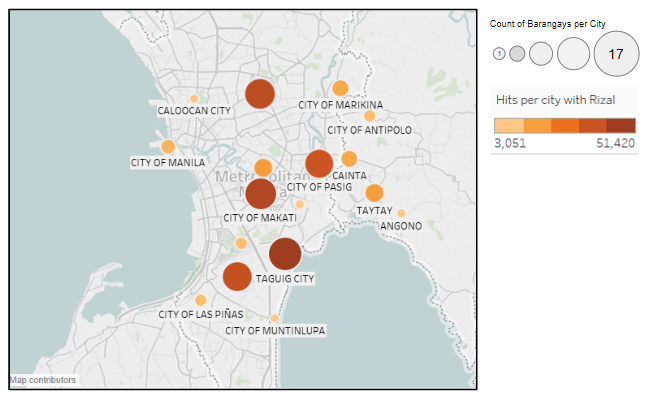 Count of Barangays per City
1
17
Hits per city with Rizal
3,051 51,420
CITY OF MARIKINA
CALOOCAN CITY
CITY OF ANTIPOLO
CITY OF MANILA
CAINTA
Metropolitan
CITY OF PASIG
TAYTAY
CITY OF MAKATI
ANGONO
TAGUIG CITY
CITY OF LAS PIÑAS
CITY OF MUNTINLUPA
Map contributors